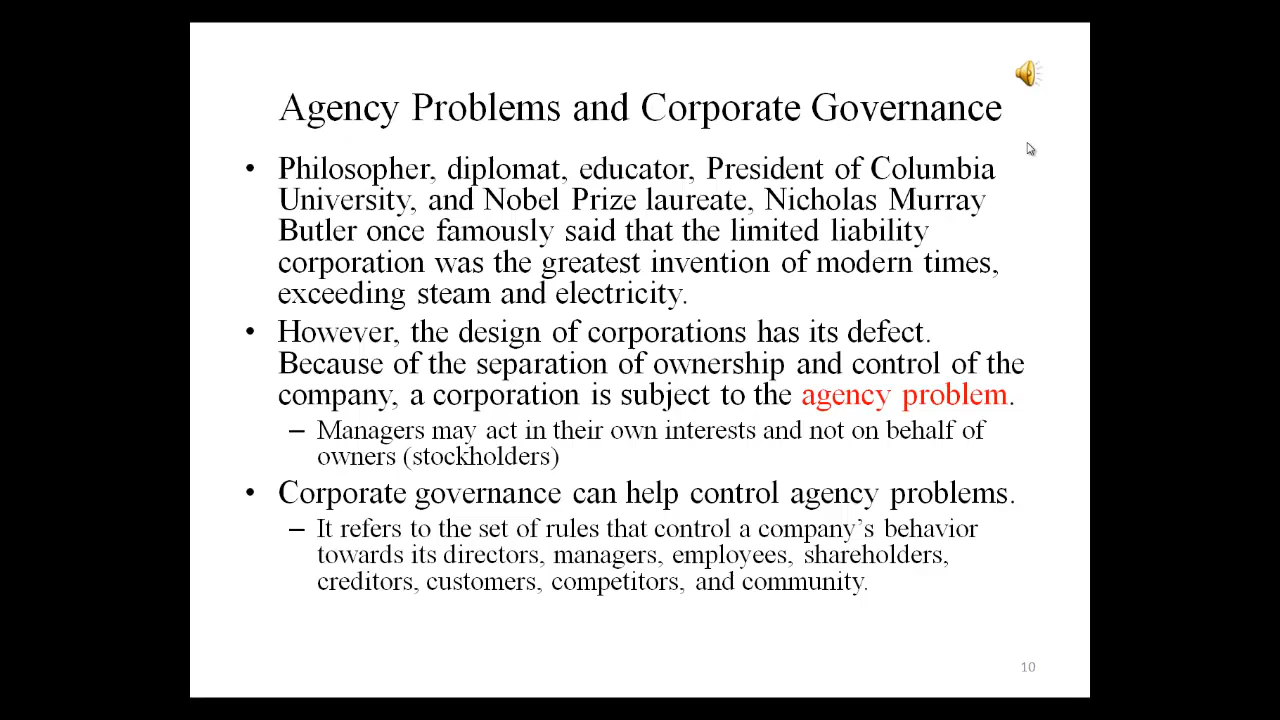 Agency Problems and Corporate Governance
• Philosopher, diplomat, educator, President of Columbia
University, and Nobel Prize laureate, Nicholas Murray
Butler once famously said that the limited liability
corporation was the greatest invention of modern times,
exceeding steam and electricity.
• However, the design of corporations has its defect.
Because of the separation of ownership and control of the
company, a corporation is subject to the agency problem.
– Managers may act in their own interests and not on behalf of
owners (stockholders)
• Corporate governance can help control agency problems.
– It refers to the set of rules that control a company’s behavior
towards its directors, managers, employees, shareholders,
creditors, customers, competitors, and community.
10